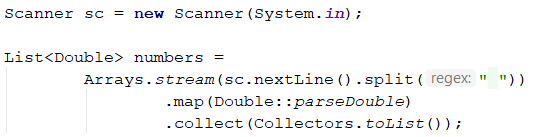 Scanner sc = new Scanner(System.in);
List<Double> numbers =
Arrays.stream(sc.nextLine().split( regex: " "))
.map(Double::parseDouble)
.collect(Collectors.toList());